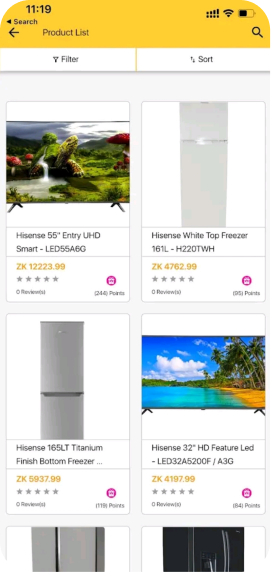 11:19
Search
Product List
Filter
Sort
Hisense 55" Entry UHD
Smart - LED55A6G
ZK 12223.99
0 Review(s)
(244) Points
Hisense White Top Freezer
161L - H220TWH
ZK 4762.99
0 Review(s)
(95) Points
Hisense 165LT Titanium
Finish Bottom Freezer ...
ZK 5937.99
0 Review(s)
(119) Points
Hisense 32" HD Feature Led
- LED32A5200F / A3G
ZK 4197.99
0 Review(s)
(84) Points